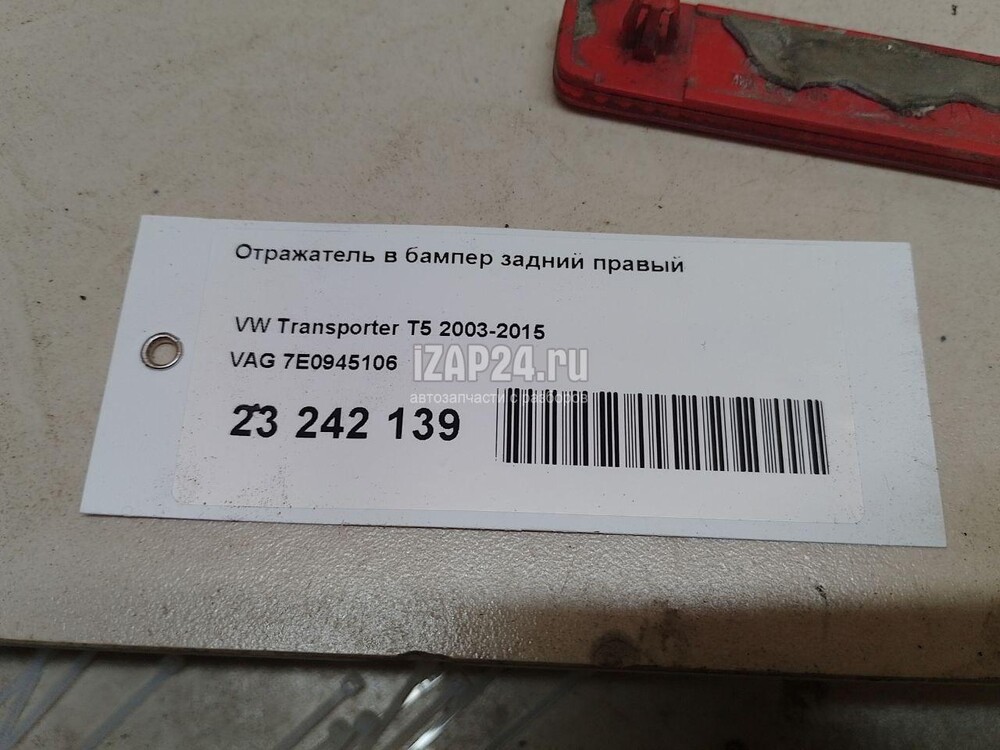 Отражатель в бампер задний правый
VW Transporter T5 2003-2015
VAG 7E0945106
iZAP24.ru
автозапчасти с разборов
23 242 139